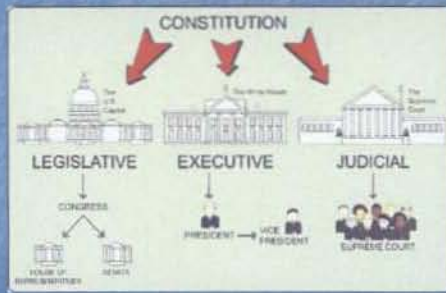 CONSTITUTION
The
U.S.
Capitol
The White House
The
Supreme
Court
LEGISLATIVE
EXECUTIVE
JUDICIAL
CONGRESS
PRESIDENT
VICE
PRESIDENT
SUPREME COURT
HOUSE OF
REPRESENTATIVES
SENATE